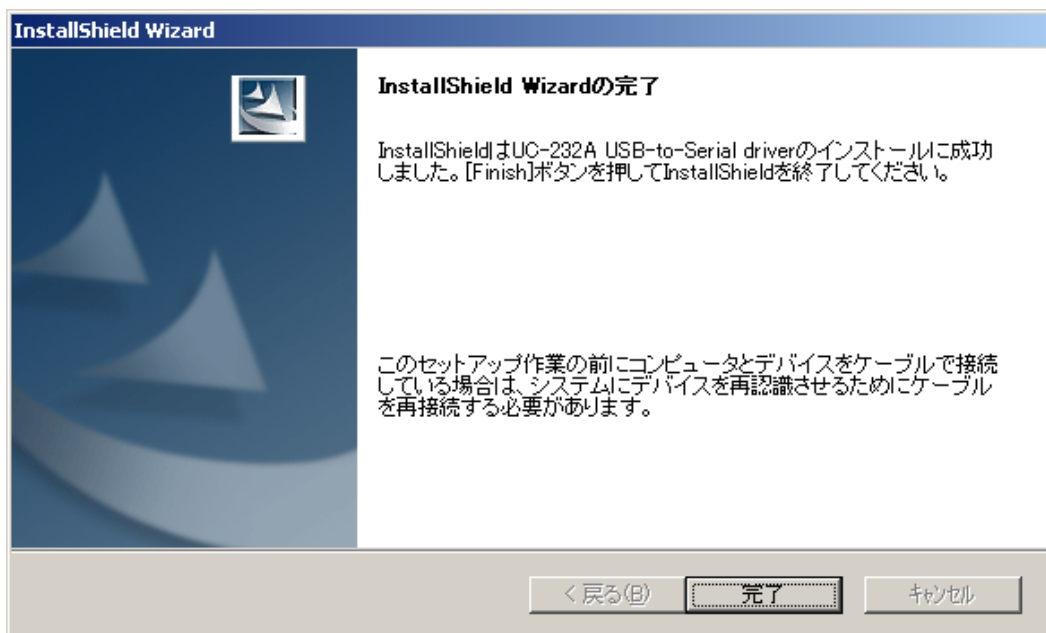 InstallShield Wizard
InstallShield Wizardの完了
InstallShieldはUC-232A USB-to-Serial driverのインストールに成功
しました。[Finish]ボタンを押してInstallShieldを終了してください。
このセットアップ作業の前にコンピュータとデバイスをケーブルで接続
している場合は、システムにデバイスを再認識させるためにケーブル
を再接続する必要があります。
< 戻る(B)
完了
キャンセル